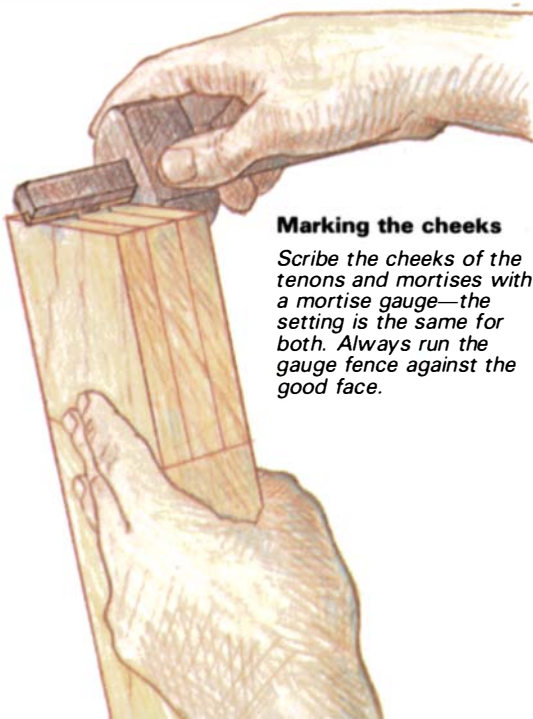 Marking the cheeks
Scribe the cheeks of the
tenons and mortises with
a mortise gauge—the
setting is the same for
both. Always run the
gauge fence against the
good face.